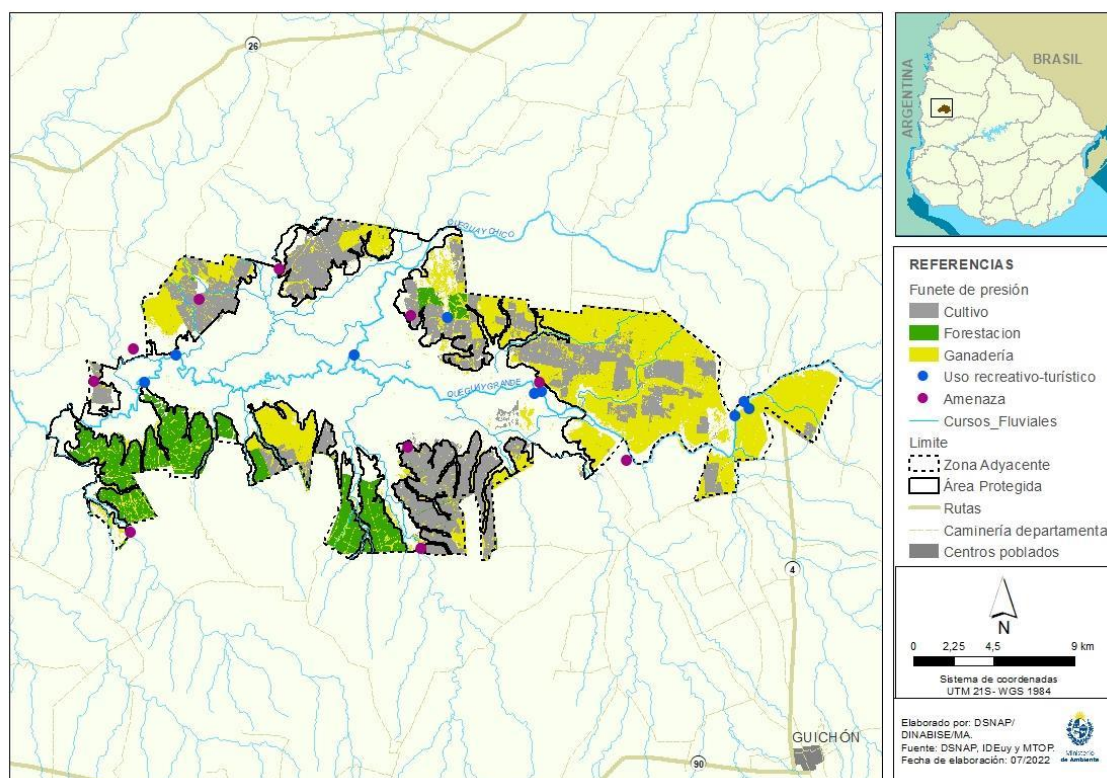 26
QUEGUAY CHICO
QUEGUAY GRANDE
4
GUICHÓN
90
ARGENTINA
BRASIL
REFERENCIAS
Funete de presión
Cultivo
Forestacion
Ganadería
Uso recreativo-turístico
Amenaza
Cursos_Fluviales
Limite
Zona Adyacente
Área Protegida
Rutas
Caminería departamenta
Centros poblados
N
0 2,25 4,5 9 km
Sistema de coordenadas
UTM 21S- WGS 1984
Elaborado por: DSNAP/
DINABISE/MA.
Fuente: DSNAP, IDEuy y MTOP.
Fecha de elaboración: 07/2022
Ministerio
de Ambiente